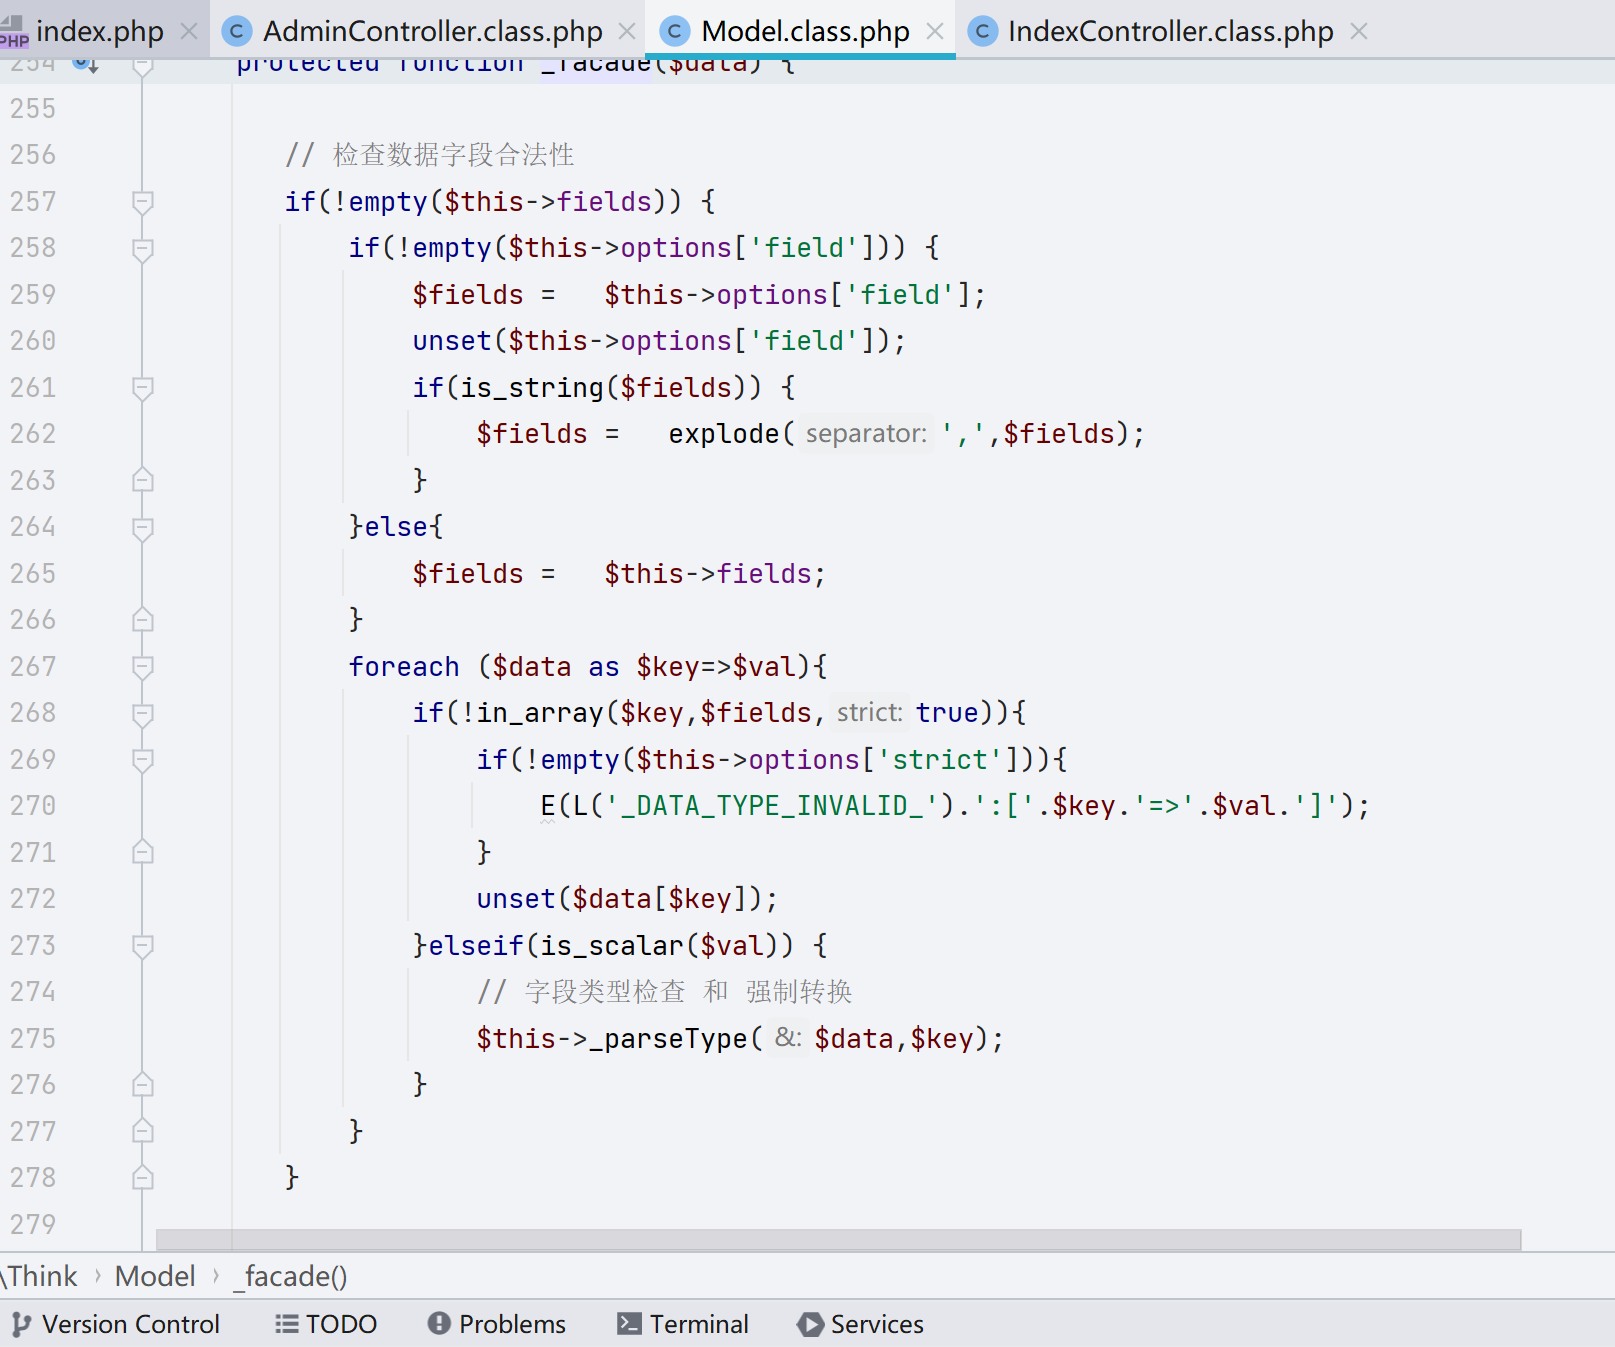 index.php AdminController.class.php Model.class.php IndexController.class.php
254 protected function _facade($data) {
255
256 // 检查数据字段合法性
257 if(!empty($this->fields)) {
258 if(!empty($this->options['field'])) {
259 $fields = $this->options['field'];
260 unset($this->options['field']);
261 if(is_string($fields)) {
262 $fields = explode( separator: ',',$fields);
263 }
264 }else{
265 $fields = $this->fields;
266 }
267 foreach ($data as $key=>$val){
268 if(!in_array($key,$fields, strict: true)){
269 if(!empty($this->options['strict'])){
270 E(L('_DATA_TYPE_INVALID_').':['.$key.'=>'.$val.']');
271 }
272 unset($data[$key]);
273 }elseif(is_scalar($val)) {
274 // 字段类型检查 和 强制转换
275 $this->_parseType( &: $data,$key);
276 }
277 }
278 }
279
\Think › Model › _facade()
Version Control TODO Problems Terminal Services